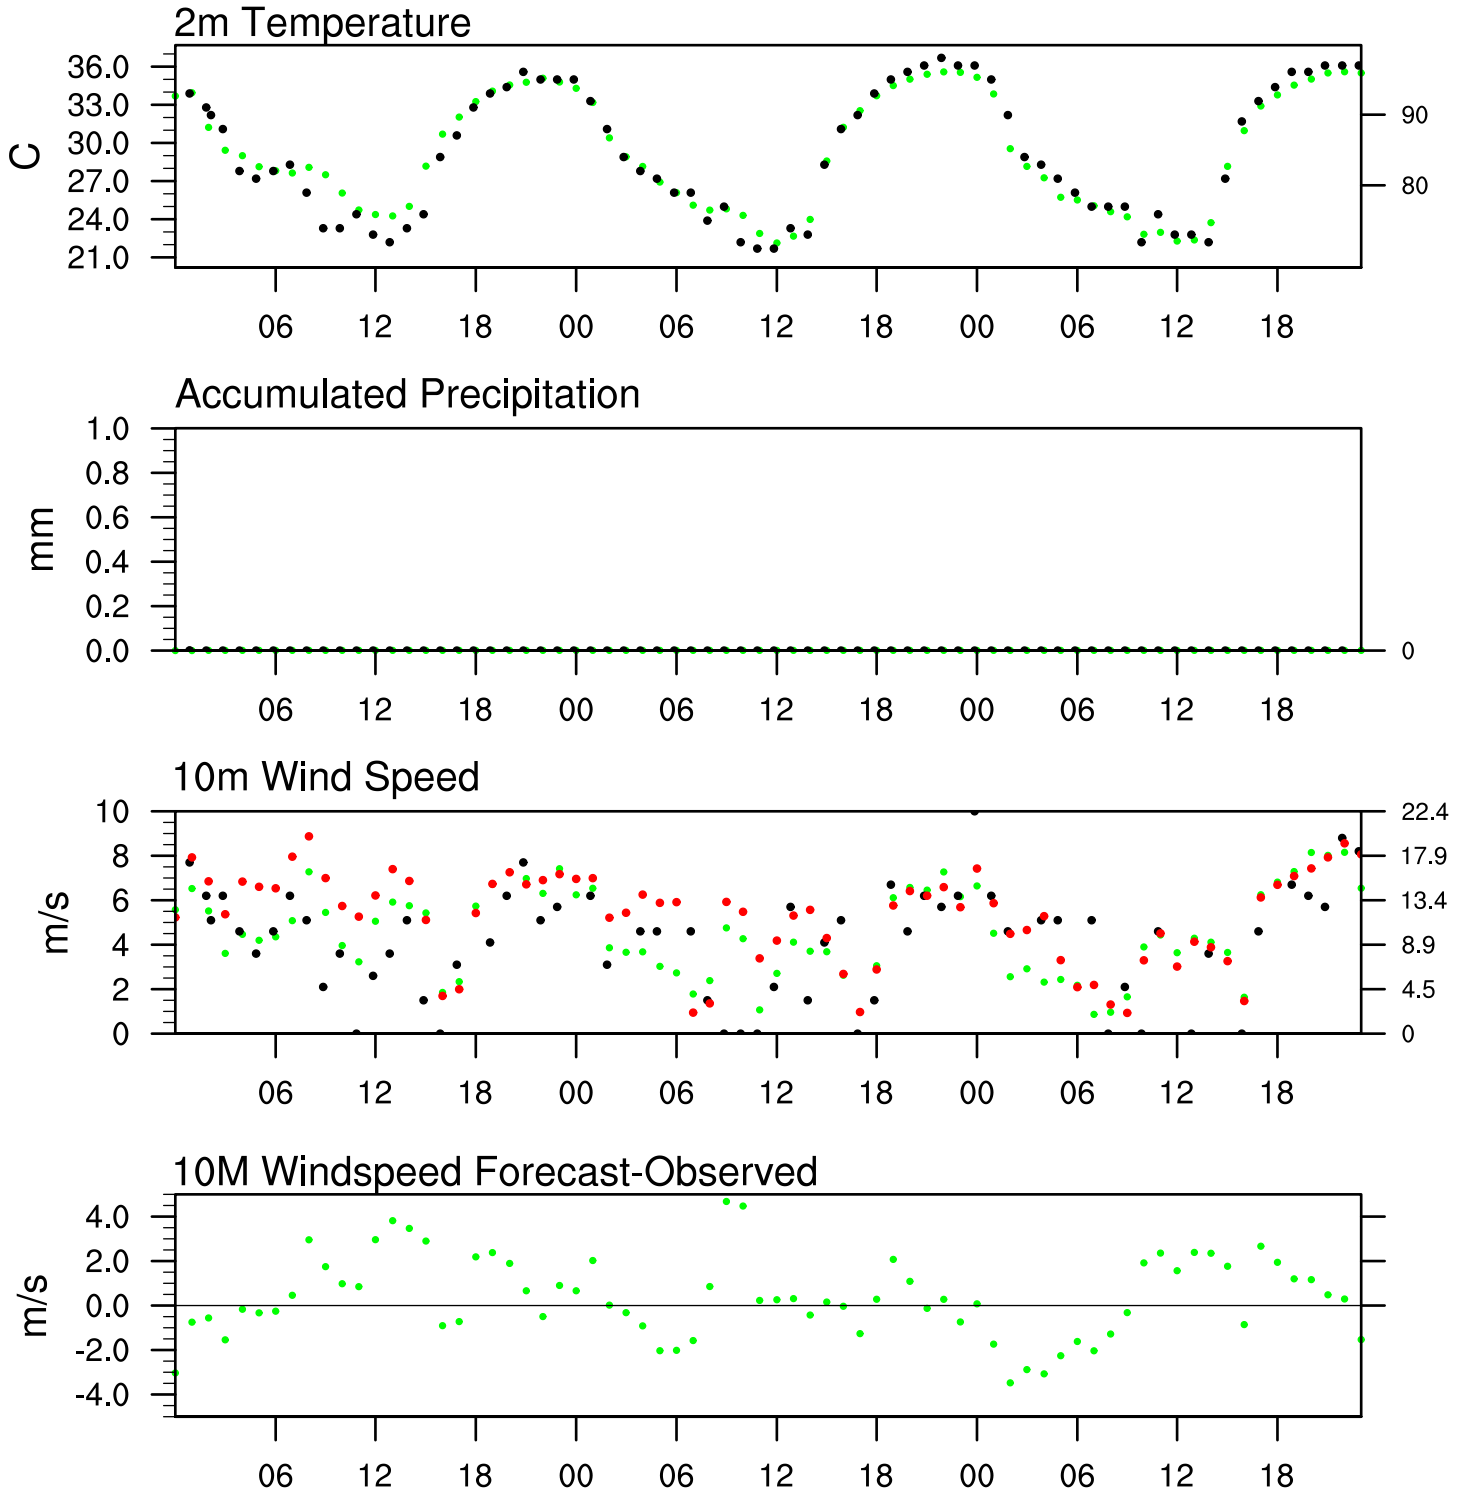 2m Temperature
36.0
33.0
30.0
27.0
24.0
21.0
C
90
80
06 12 18 00 06 12 18 00 06 12 18
Accumulated Precipitation
1.0
0.8
0.6
0.4
0.2
0.0
mm
0
06 12 18 00 06 12 18 00 06 12 18
10m Wind Speed
10
8
6
4
2
0
m/s
22.4
17.9
13.4
8.9
4.5
0
06 12 18 00 06 12 18 00 06 12 18
10M Windspeed Forecast-Observed
4.0
2.0
0.0
-2.0
-4.0
m/s
06 12 18 00 06 12 18 00 06 12 18